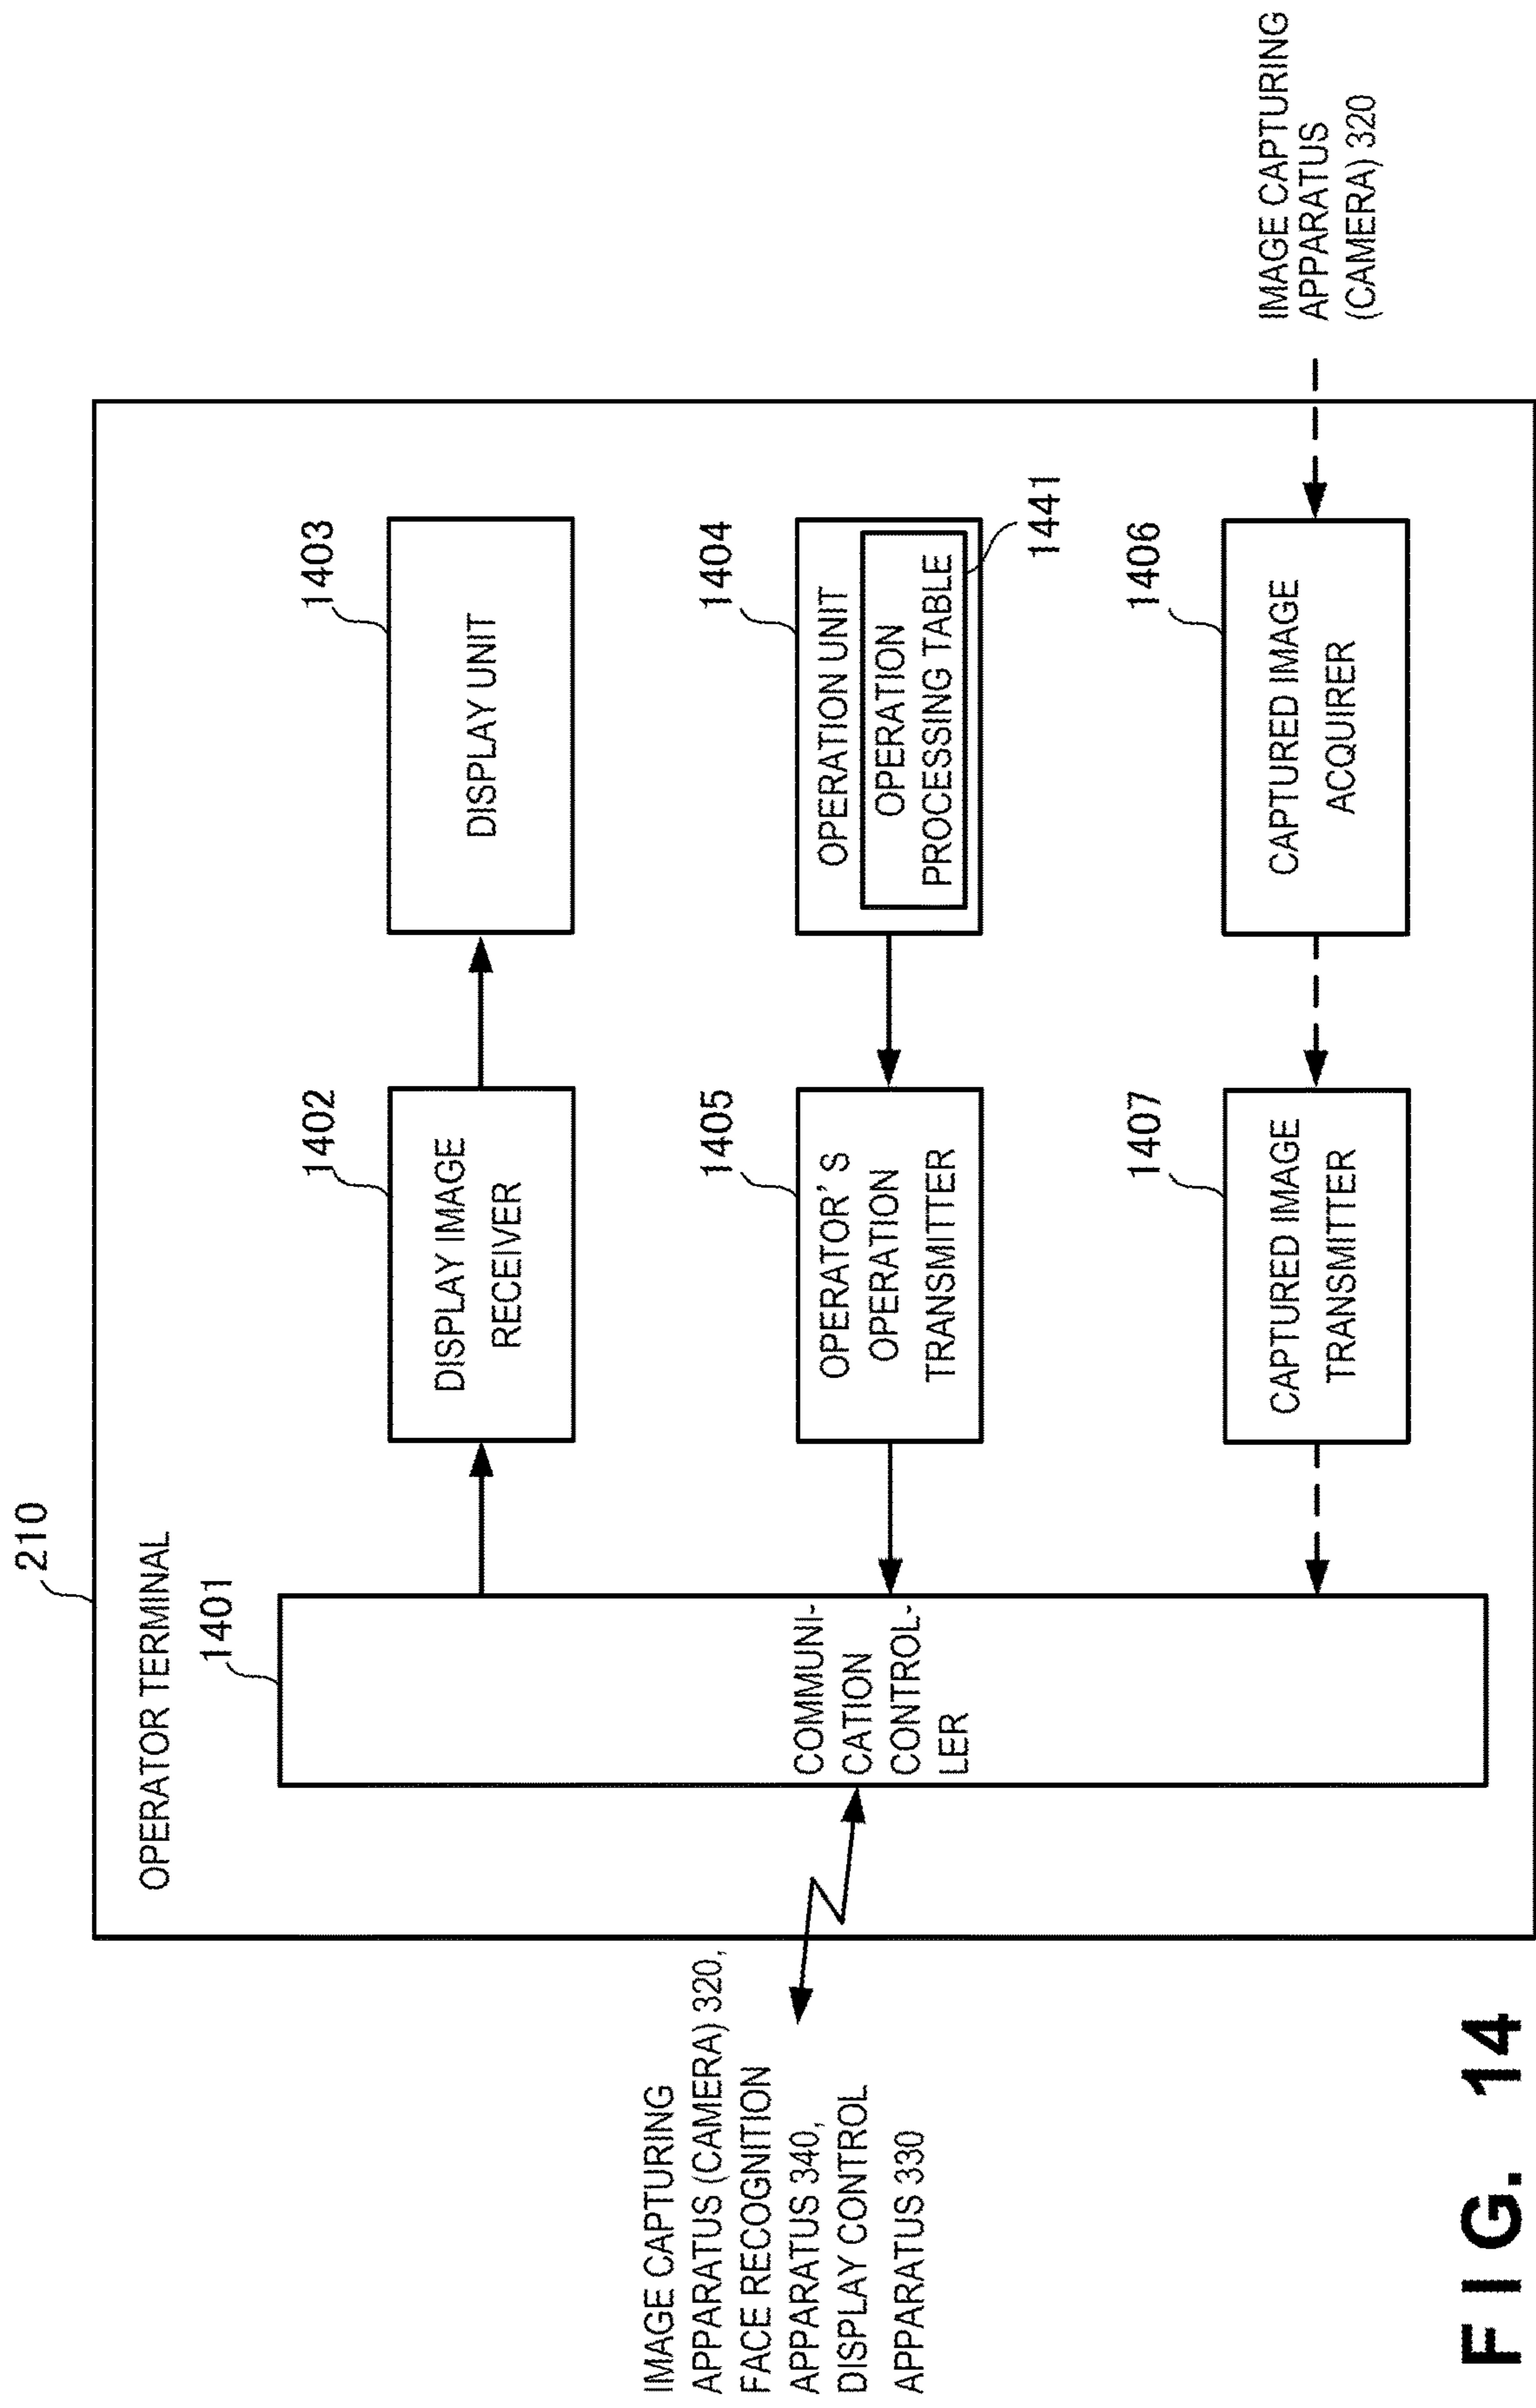 210
OPERATOR TERMINAL
1401
COMMUNI-
CATION
CONTROL-
LER
1402
DISPLAY IMAGE
RECEIVER
1403
DISPLAY UNIT
1405
OPERATOR'S
OPERATION
TRANSMITTER
1404
OPERATION UNIT
OPERATION
PROCESSING TABLE
1441
1407
CAPTURED IMAGE
TRANSMITTER
1406
CAPTURED IMAGE
ACQUIRER
IMAGE CAPTURING
APPARATUS
(CAMERA) 320
IMAGE CAPTURING
APPARATUS (CAMERA) 320,
FACE RECOGNITION
APPARATUS 340,
DISPLAY CONTROL
APPARATUS 330
FIG. 14